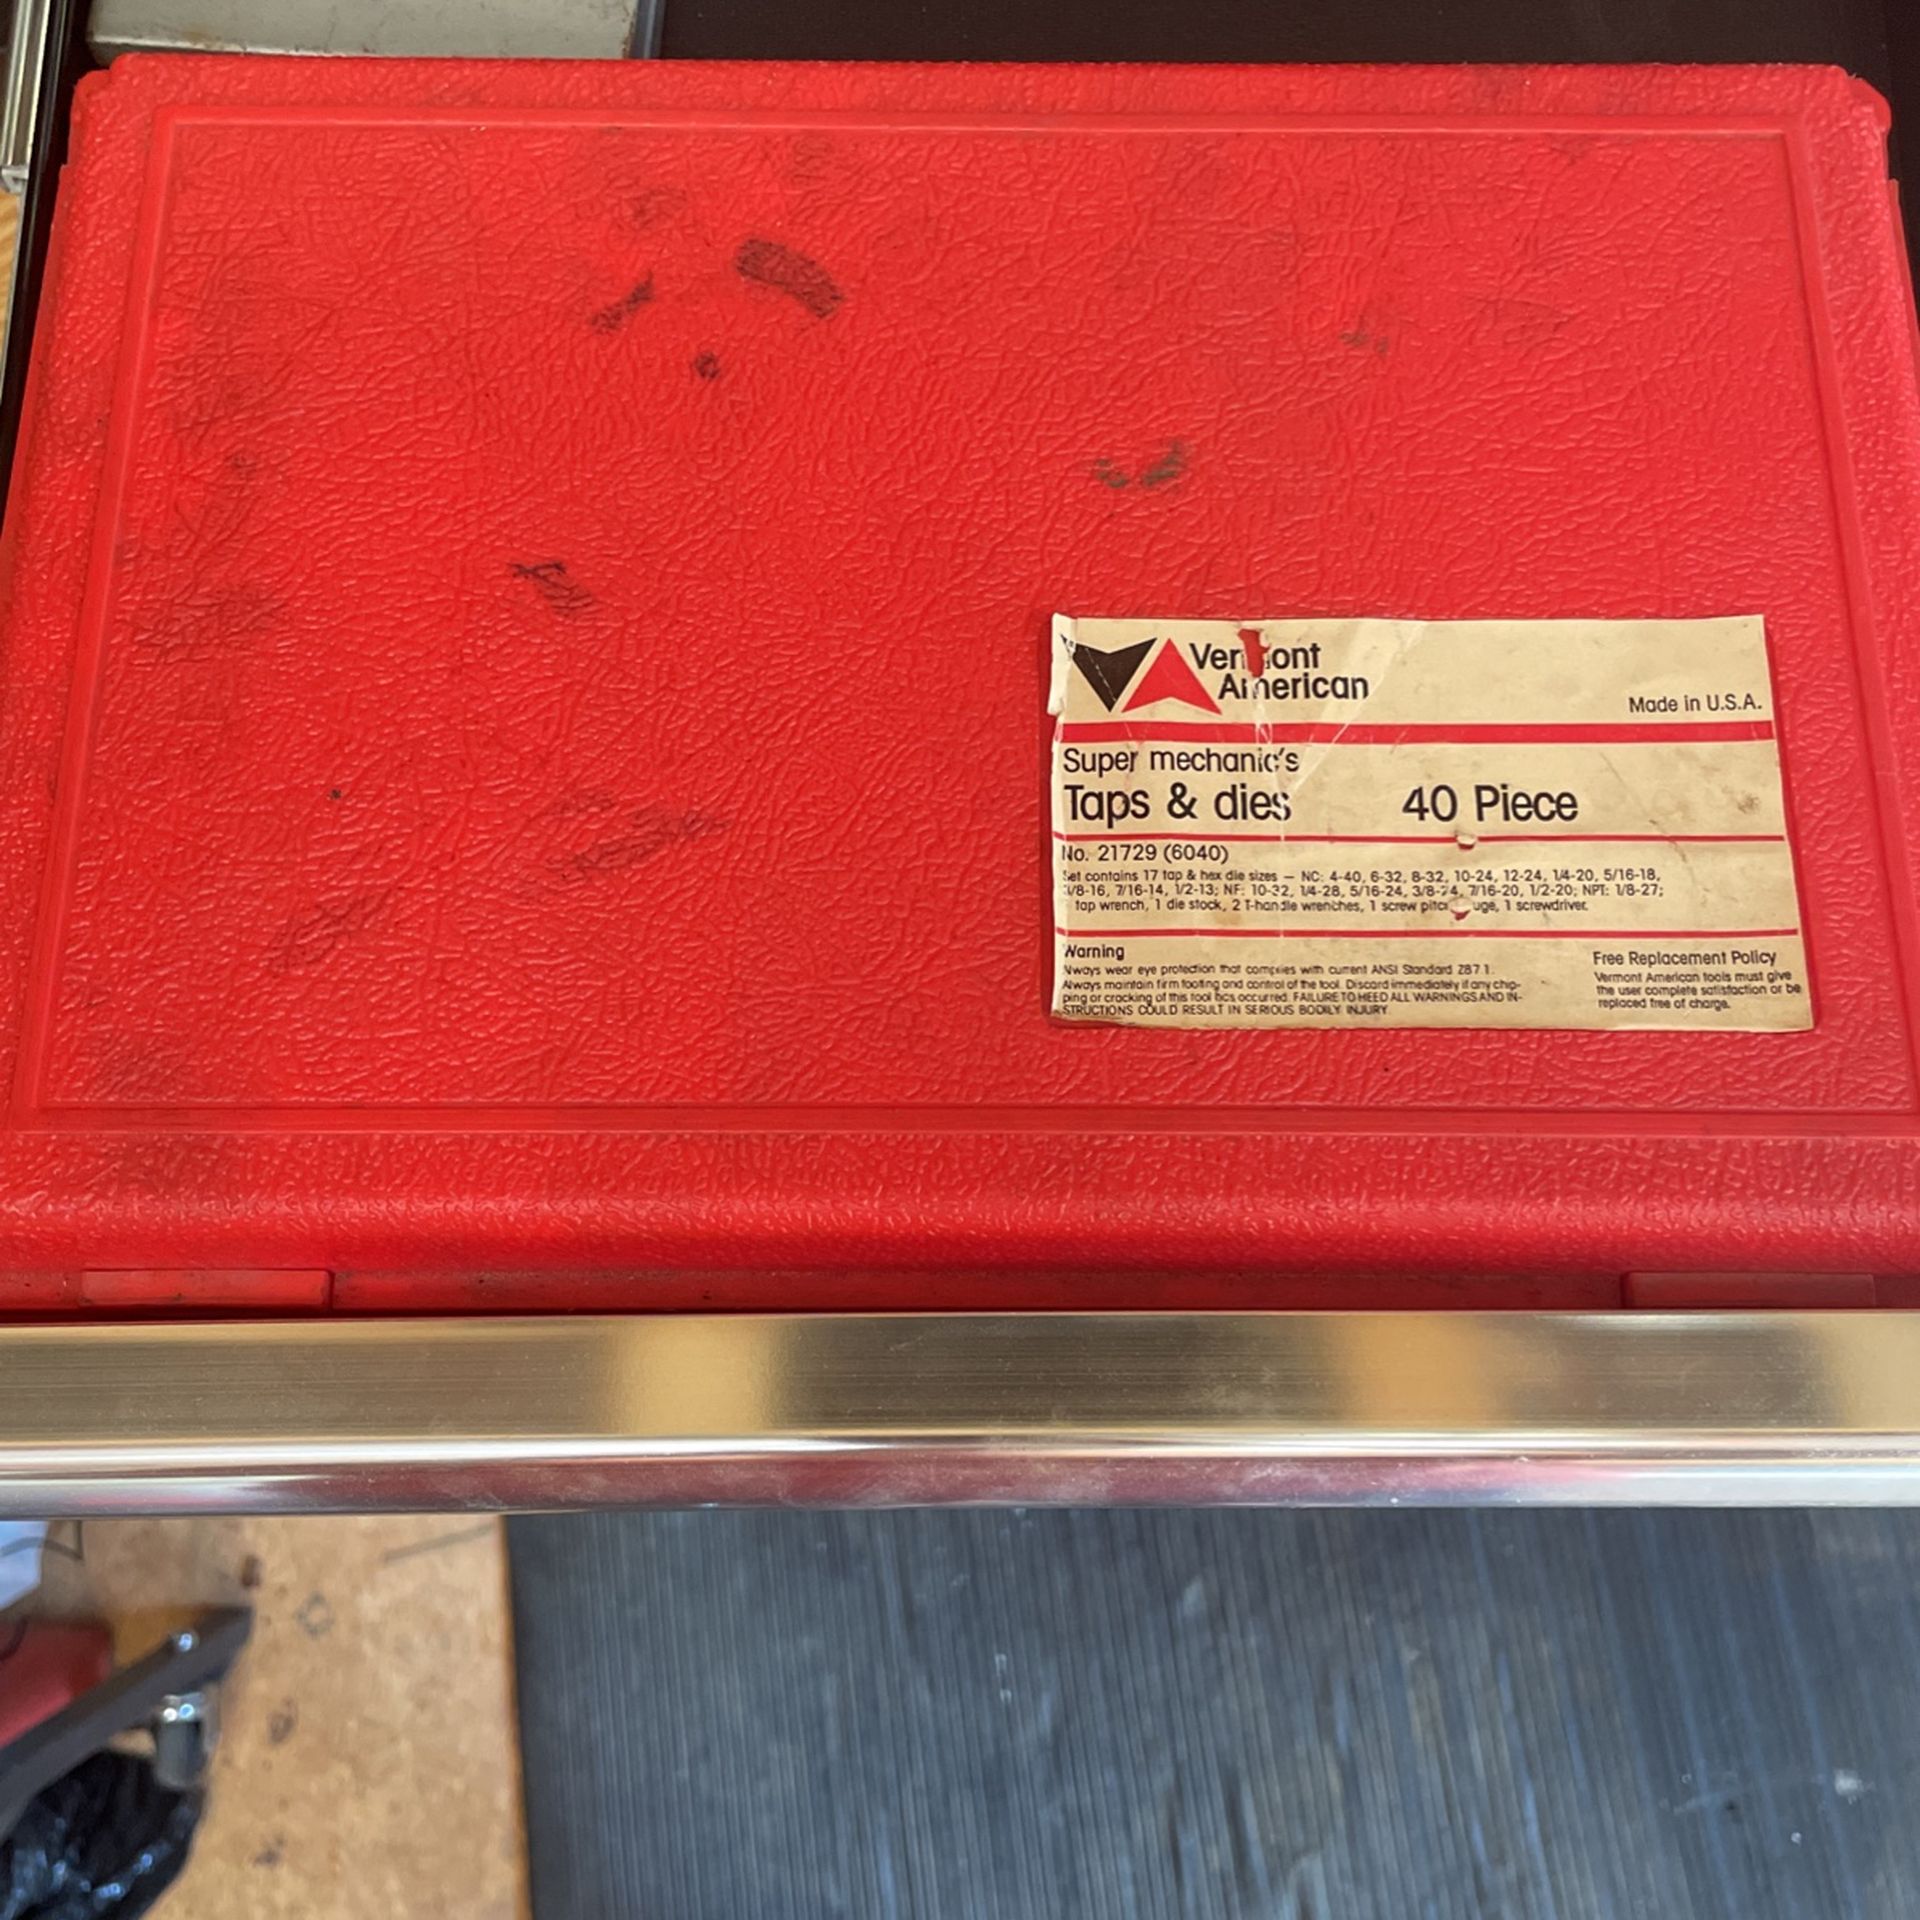 Vermont
American
Made in U.S.A.
Super mechanic's
Taps & dies 40 Piece
No. 21729 (6040)
Set contains 17 tap & hex die sizes — NC: 4-40, 6-32, 8-32, 10-24, 12-24, 1/4-20, 5/16-18,
3/8-16, 7/16-14, 1/2-13; NF: 10-32, 1/4-28, 5/16-24, 3/8-24, 7/16-20, 1/2-20; NPT: 1/8-27;
tap wrench, 1 die stock, 2 T-handle wrenches, 1 screw pitch gauge, 1 screwdriver.
Warning
Always wear eye protection that complies with current ANSI Standard Z87.1.
Always maintain firm footing and control of the tool. Discard immediately if any chip-
ping or cracking of this tool has occurred. FAILURE TO HEED ALL WARNINGS AND IN-
STRUCTIONS COULD RESULT IN SERIOUS BODILY INJURY
Free Replacement Policy
Vermont American tools must give
the user complete satisfaction or be
replaced free of charge.